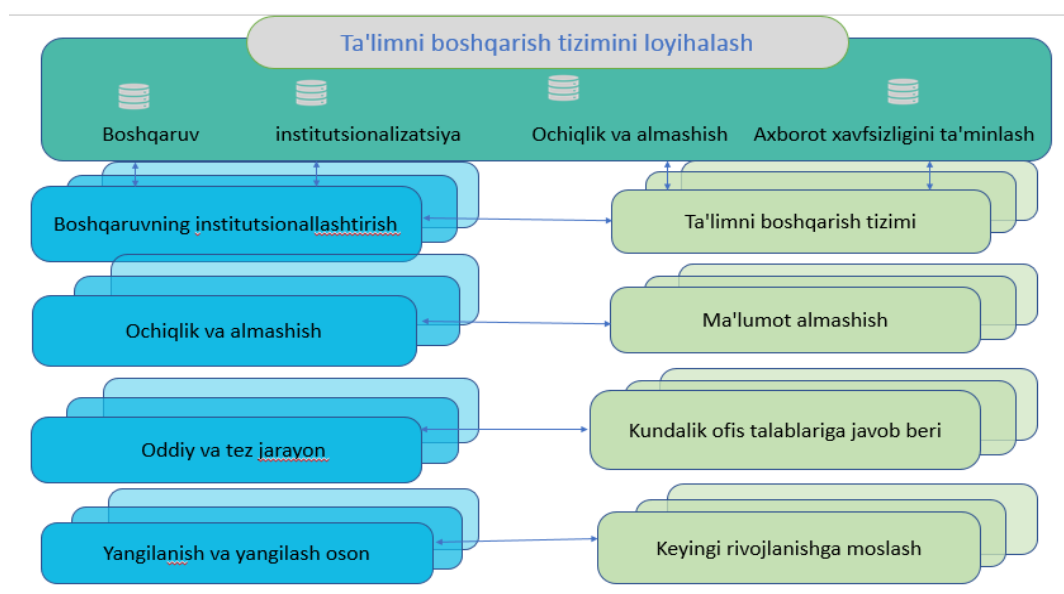 Ta'limni boshqarish tizimini loyihalash
Boshqaruv institutsionalizatsiya Ochiqlik va almashish Axborot xavfsizligini ta'minlash
Boshqaruvning institutsionallashtirish Ta'limni boshqarish tizimi
Ochiqlik va almashish Ma'lumot almashish
Oddiy va tez jarayon Kundalik ofis talablariga javob beri
Yangilanish va yangilash oson Keyingi rivojlanishga moslash